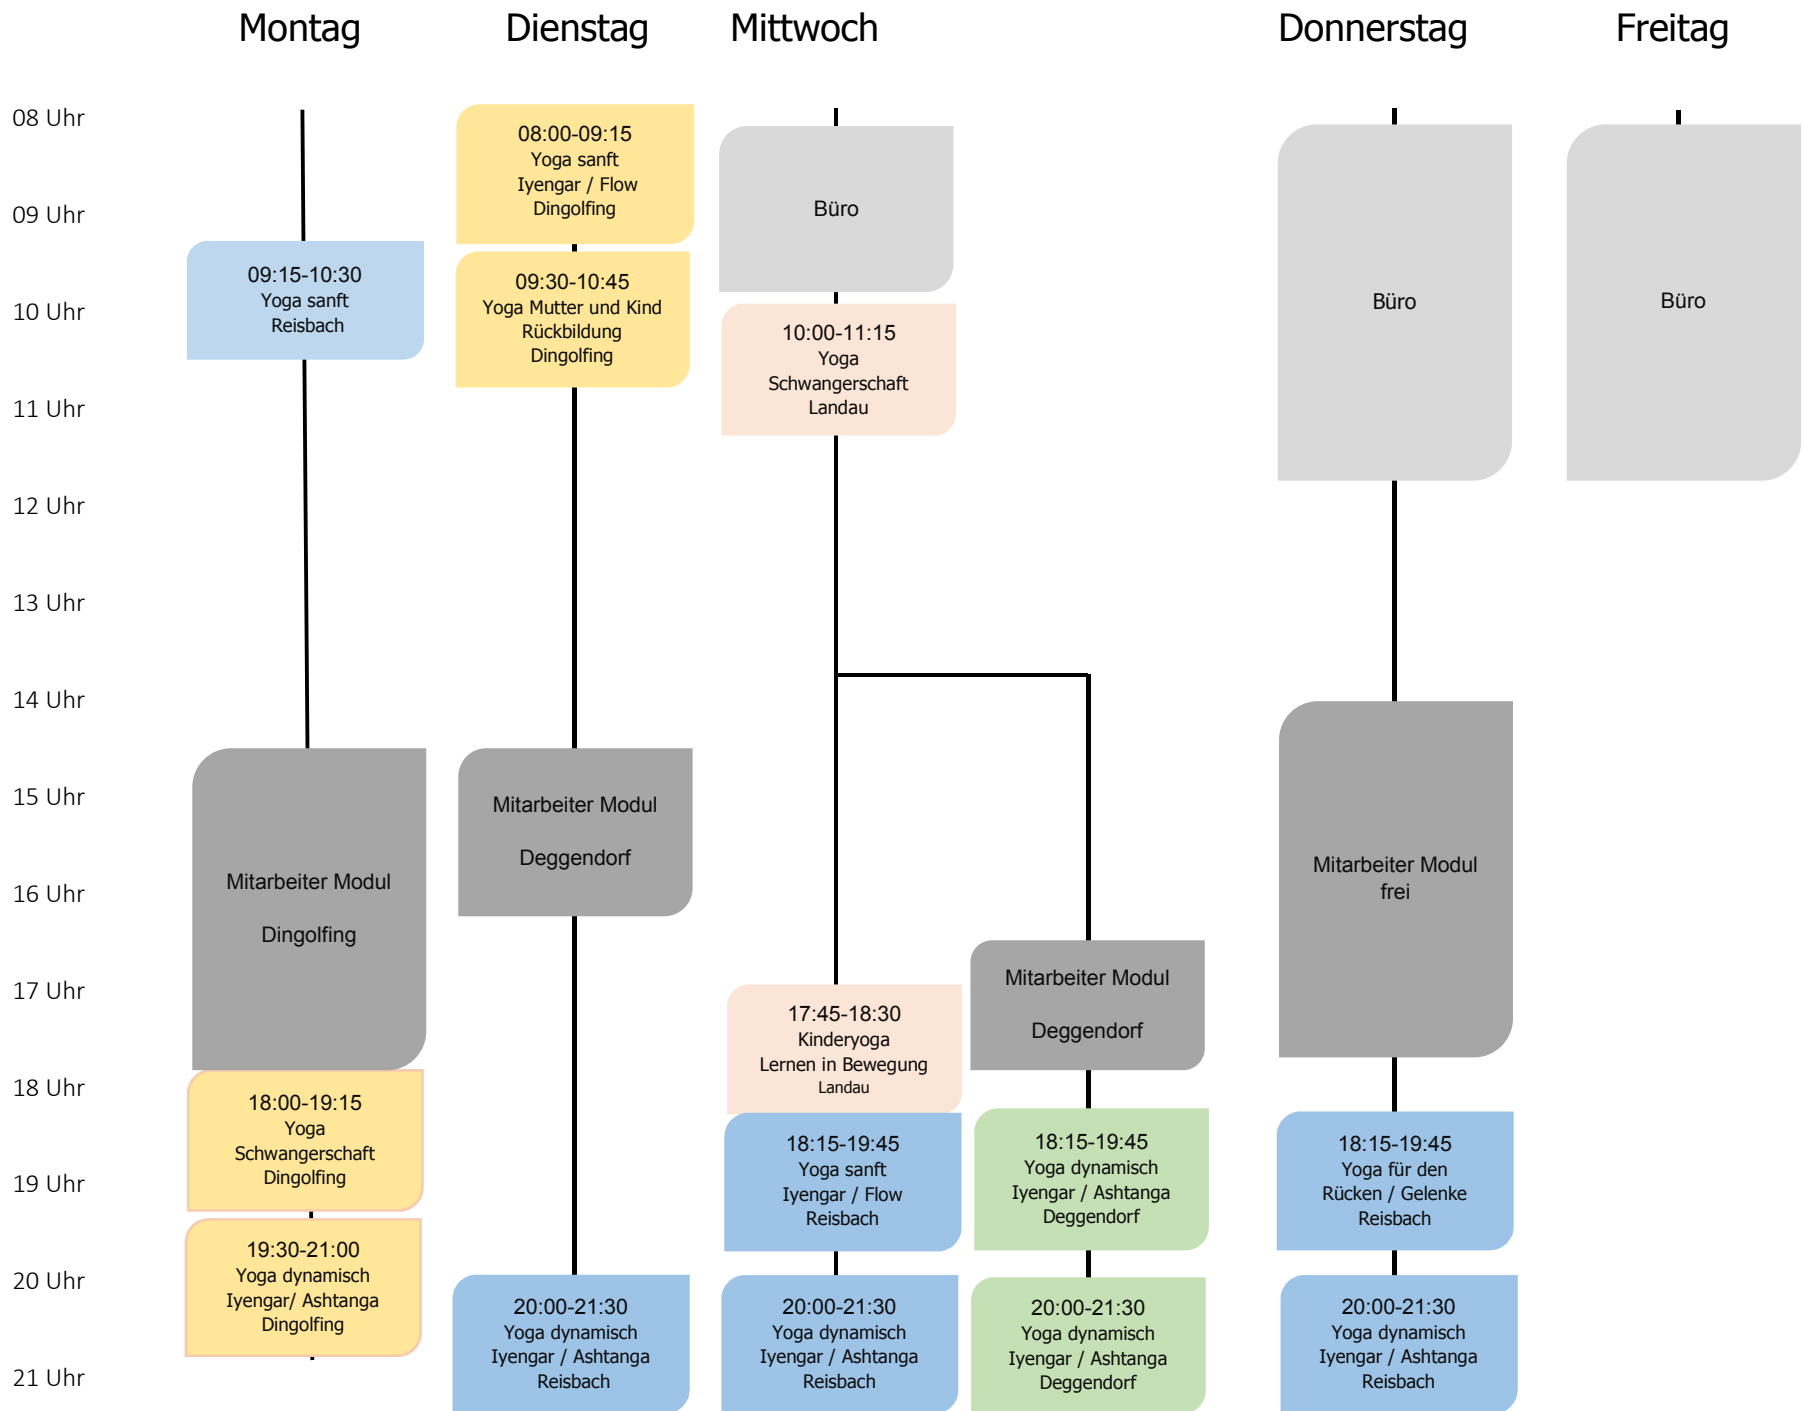 Montag
Dienstag
Mittwoch
Donnerstag
Freitag
08 Uhr
09 Uhr
10 Uhr
11 Uhr
12 Uhr
13 Uhr
14 Uhr
15 Uhr
16 Uhr
17 Uhr
18 Uhr
19 Uhr
20 Uhr
21 Uhr
09:15-10:30
Yoga sanft
Reisbach
Mitarbeiter Modul
Dingolfing
18:00-19:15
Yoga
Schwangerschaft
Dingolfing
19:30-21:00
Yoga dynamisch
Iyengar/ Ashtanga
Dingolfing
08:00-09:15
Yoga sanft
Iyengar / Flow
Dingolfing
09:30-10:45
Yoga Mutter und Kind
Rückbildung
Dingolfing
Mitarbeiter Modul
Deggendorf
20:00-21:30
Yoga dynamisch
Iyengar / Ashtanga
Reisbach
Büro
10:00-11:15
Yoga
Schwangerschaft
Landau
17:45-18:30
Kinderyoga
Lernen in Bewegung
Landau
18:15-19:45
Yoga sanft
Iyengar / Flow
Reisbach
20:00-21:30
Yoga dynamisch
Iyengar / Ashtanga
Reisbach
Mitarbeiter Modul
Deggendorf
18:15-19:45
Yoga dynamisch
Iyengar / Ashtanga
Deggendorf
20:00-21:30
Yoga dynamisch
Iyengar / Ashtanga
Deggendorf
Büro
Mitarbeiter Modul
frei
18:15-19:45
Yoga für den
Rücken / Gelenke
Reisbach
20:00-21:30
Yoga dynamisch
Iyengar / Ashtanga
Reisbach
Büro